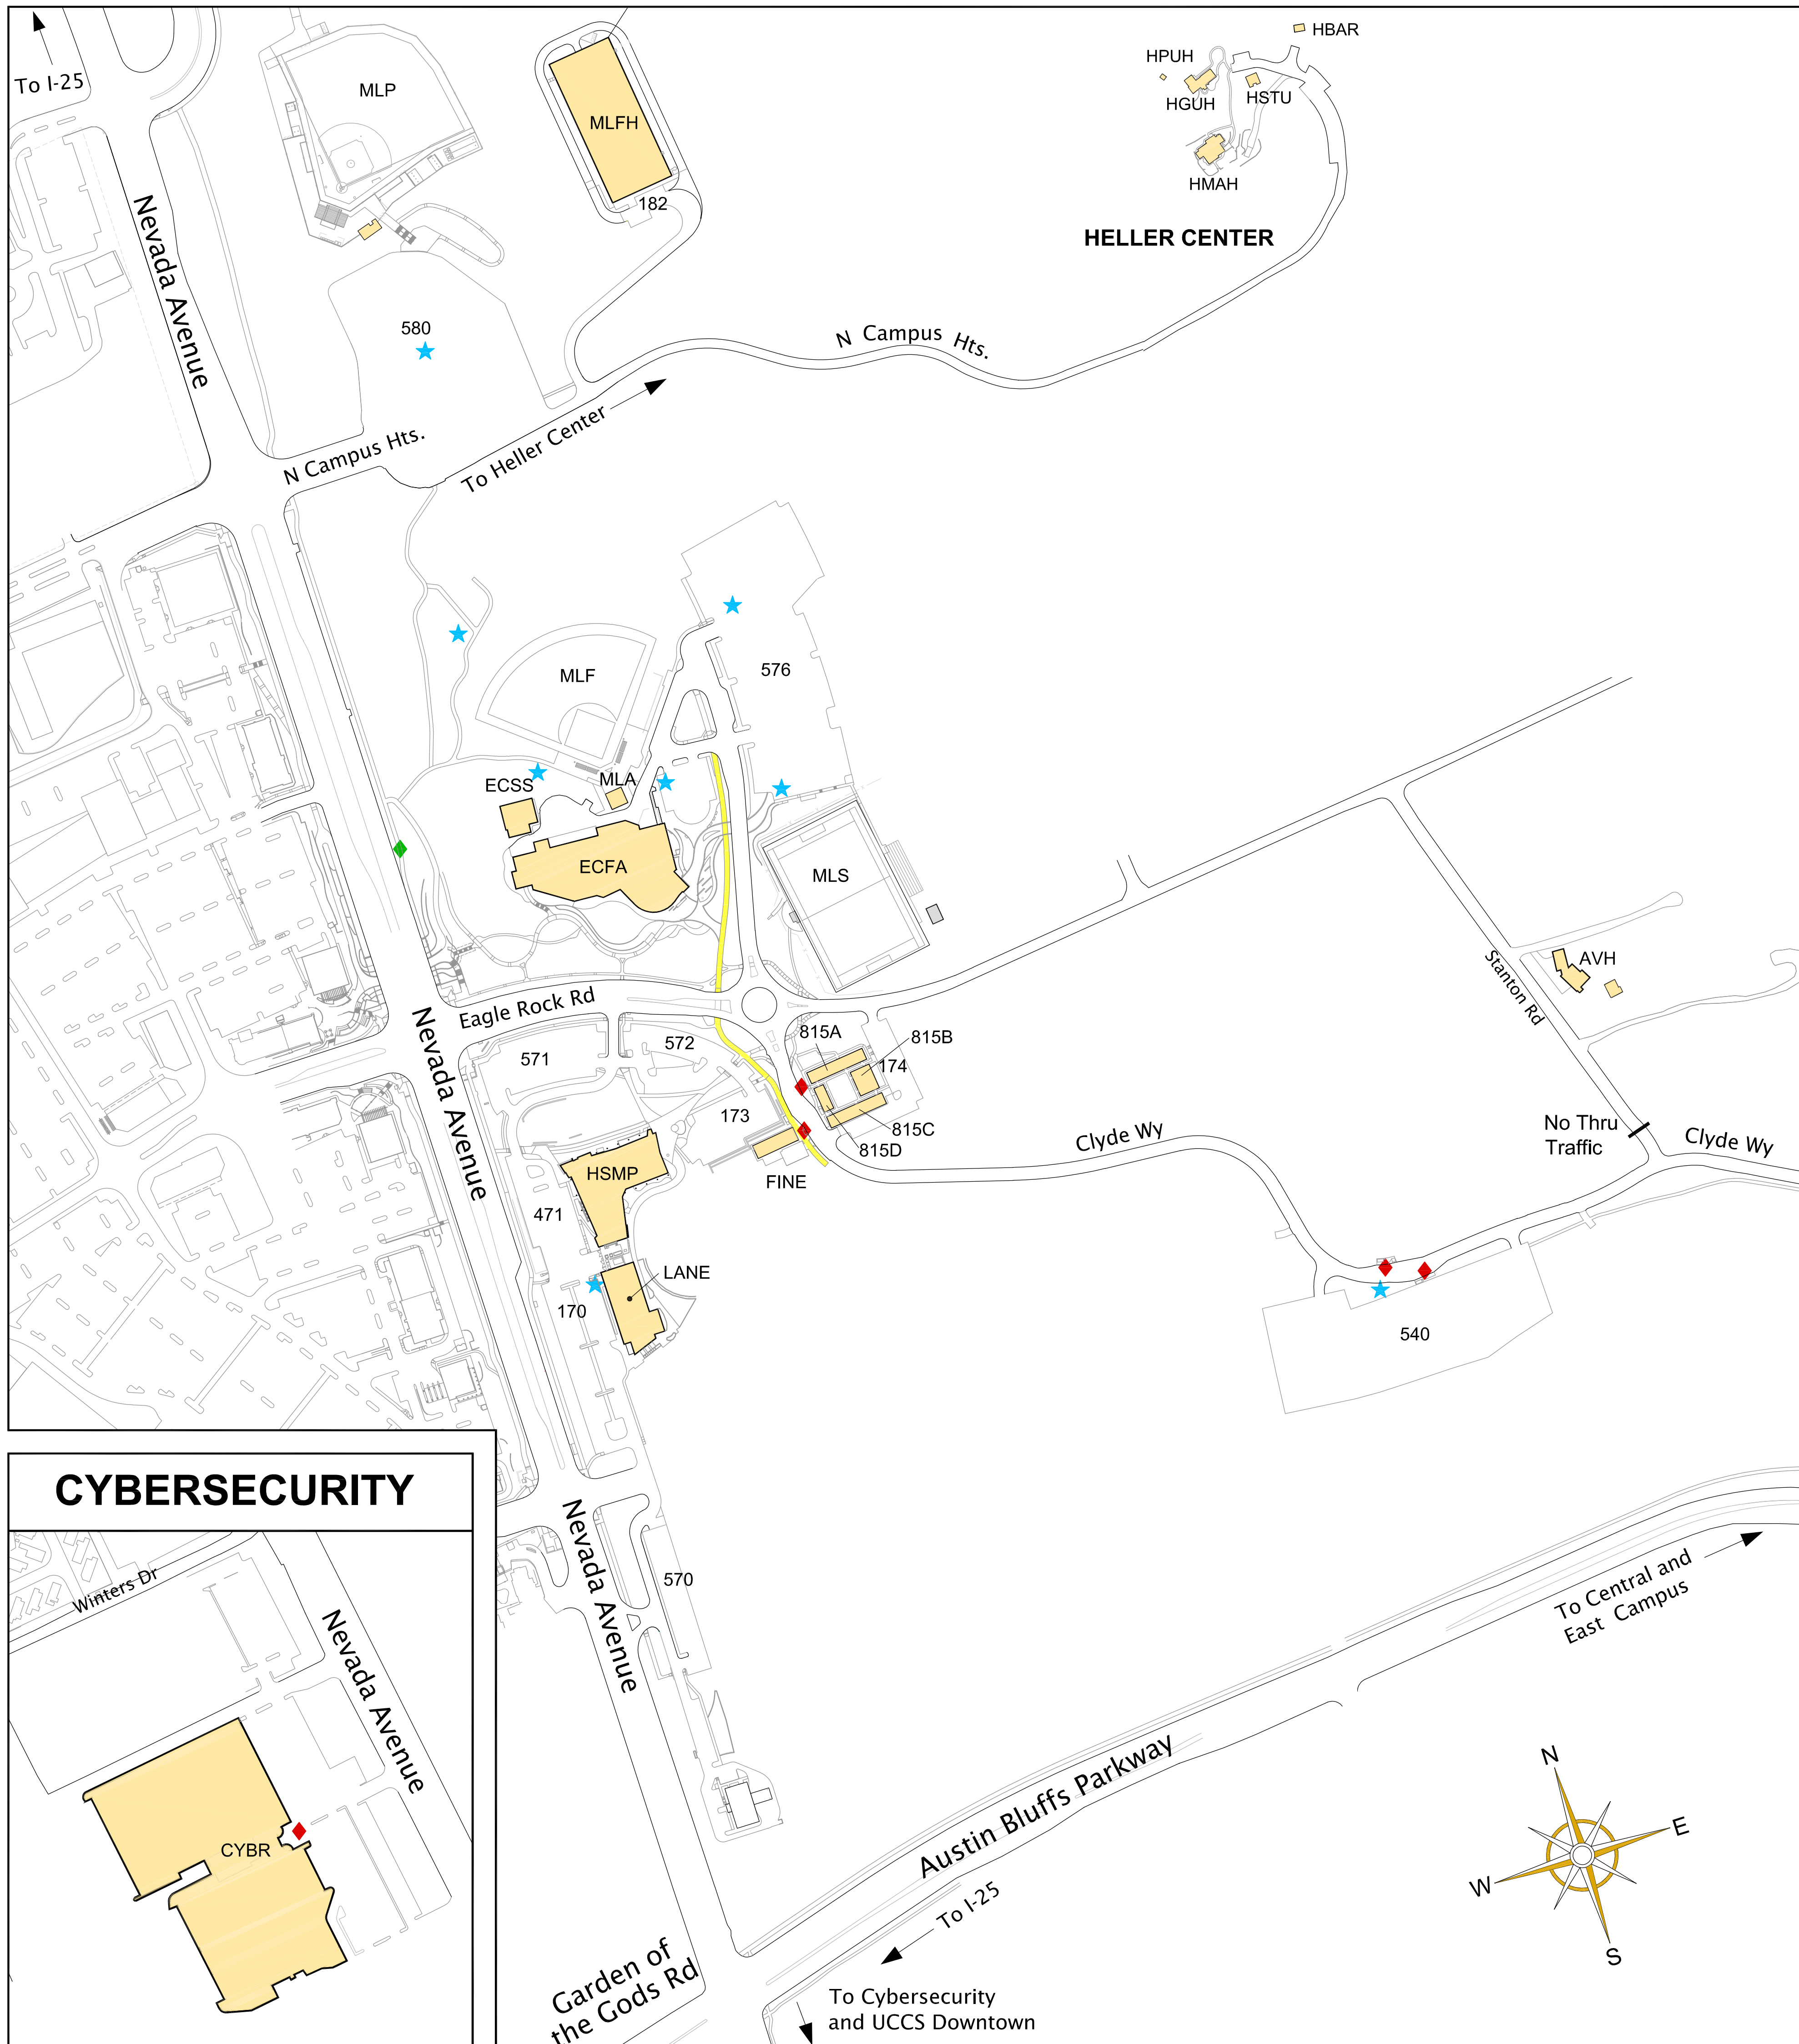 To I-25
MLP
MLFH
182
HBAR
HPUH
HGUH
HSTU
HMAH
HELLER CENTER
Nevada Avenue
580
N Campus Hts.
N Campus Hts.
To Heller Center
MLF
576
ECSS
MLA
ECFA
MLS
Stanton Rd
AVH
Eagle Rock Rd
Nevada Avenue
571
572
815A
815B
174
173
815C
815D
FINE
HSMP
471
LANE
170
Clyde Wy
No Thru
Traffic
Clyde Wy
540
CYBERSECURITY
Winters Dr
Nevada Avenue
CYBR
Nevada Avenue
570
To Central and
East Campus
Austin Bluffs Parkway
To I-25
Garden of
the Gods Rd
To Cybersecurity
and UCCS Downtown
N
E
W
S